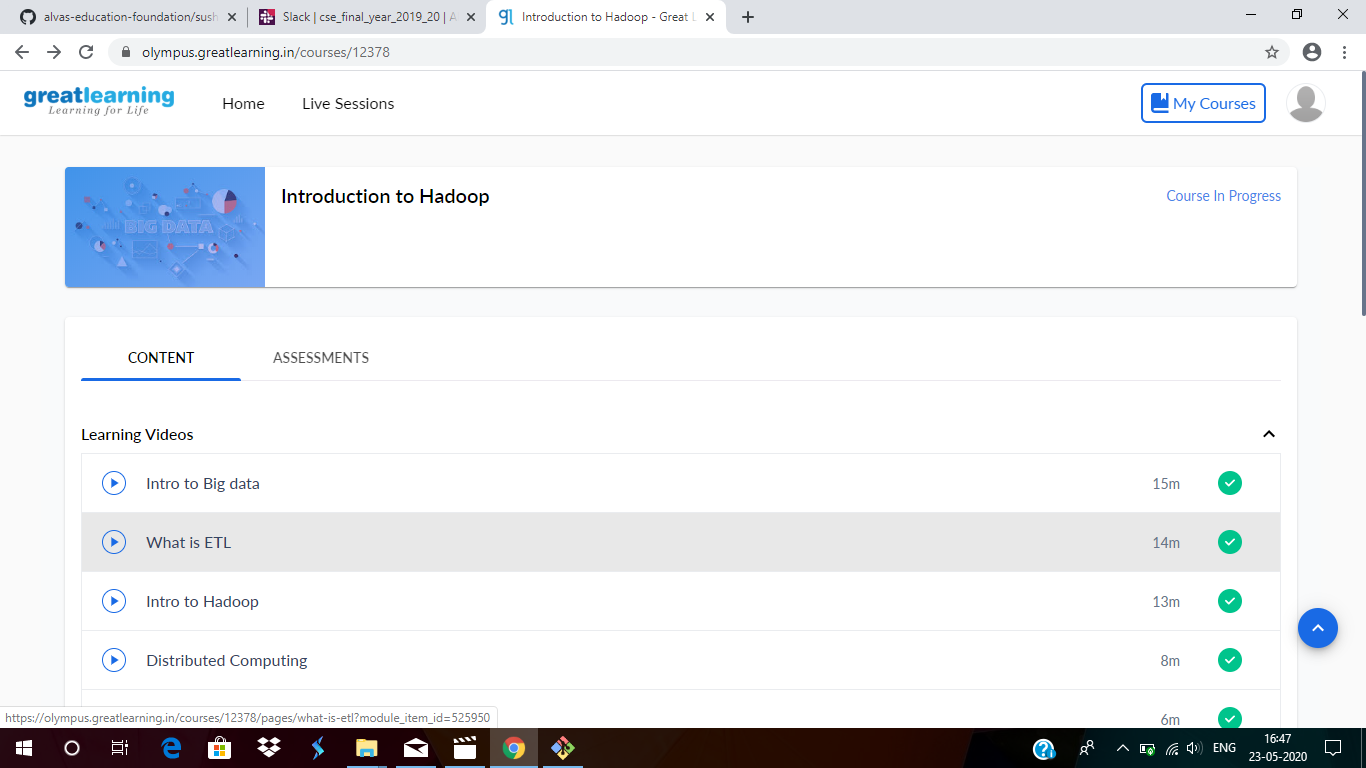 alvas-education-foundation/sush
Slack | cse_final_year_2019_20 | A
Introduction to Hadoop - Great L
olympus.greatlearning.in/courses/12378
greatlearning
Learning for Life
Home
Live Sessions
My Courses
BIG DATA
Introduction to Hadoop
Course In Progress
CONTENT
ASSESSMENTS
Learning Videos
Intro to Big data 15m
What is ETL 14m
Intro to Hadoop 13m
Distributed Computing 8m
6m
https://olympus.greatlearning.in/courses/12378/pages/what-is-etl?module_item_id=525950
ENG
16:47
23-05-2020